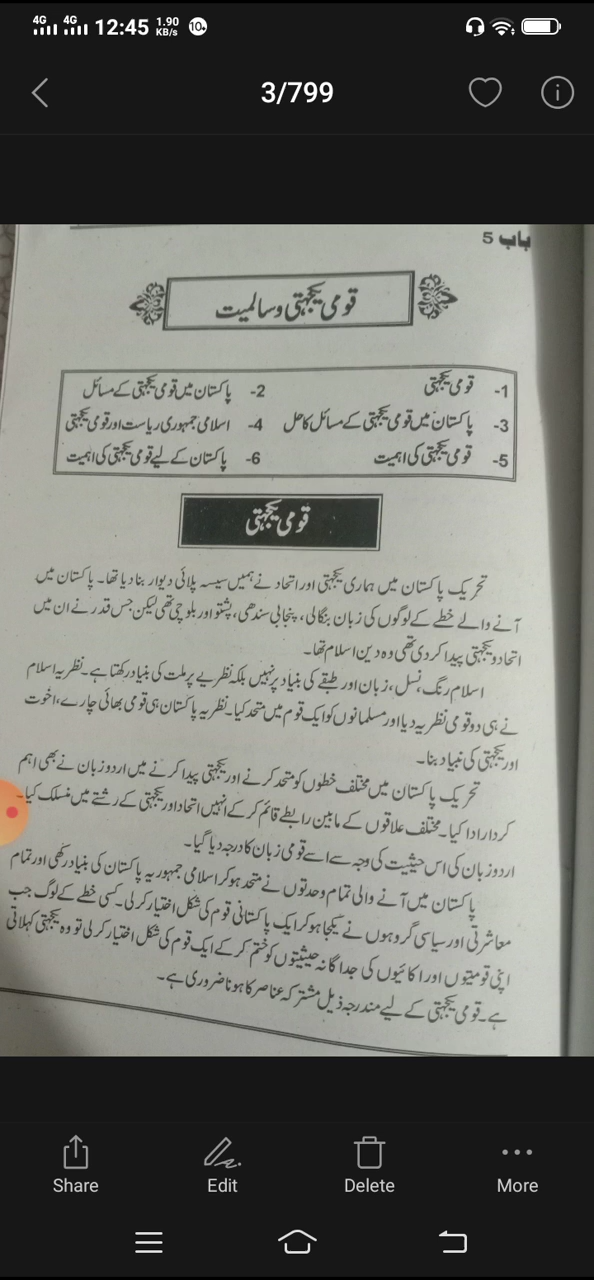 4G 4G 12:45 1.90 KB/s 10+
3/799
باب 5
قومی یکجہتی و سالمیت
1- قومی یکجہتی 2- پاکستان میں قومی یکجہتی کے مسائل
3- پاکستان میں قومی یکجہتی کے مسائل کا حل 4- اسلامی جمہوری ریاست اور قومی یکجہتی
5- قومی یکجہتی کی اہمیت 6- پاکستان کے لیے قومی یکجہتی کی اہمیت
قومی یکجہتی
تحریک پاکستان میں ہماری یکجہتی اور اتحاد نے ہمیں سیسہ پلائی دیوار بنا دیا تھا۔ پاکستان میں
آنے والے خطے کے لوگوں کی زبان بنگالی، پنجابی سندھی، پشتو اور بلوچی تھی لیکن جس قدر نے ان میں
اتحاد و یکجہتی پیدا کر دی تھی وہ دین اسلام تھا۔
اسلام رنگ، نسل، زبان اور طبقے کی بنیاد پر نہیں بلکہ نظریے پر ملت کی بنیاد رکھتا ہے۔ نظریہ اسلام
نے ہی دو قومی نظریہ دیا اور مسلمانوں کو ایک قوم میں متحد کیا۔ نظریہ پاکستان ہی قومی بھائی چارے، اخوت
اور یکجہتی کی بنیاد بنا۔
تحریک پاکستان میں مختلف خطوں کو متحد کرنے اور یکجہتی پیدا کرنے میں اردو زبان نے بھی اہم
کردار ادا کیا۔ مختلف علاقوں کے مابین رابطے قائم کر کے انہیں اتحاد اور یکجہتی کے رشتے میں منسلک کیا۔
اردو زبان کی اس حیثیت کی وجہ سے اسے قومی زبان کا درجہ دیا گیا۔
پاکستان میں آنے والی تمام وحدتوں نے متحد ہو کر اسلامی جمہوریہ پاکستان کی بنیاد رکھی اور تمام
معاشرتی اور سیاسی گروہوں نے یکجا ہو کر ایک پاکستانی قوم کی شکل اختیار کر لی۔ کسی خطے کے لوگ جب
اپنی قومیتوں اور اکائیوں کی جداگانہ حیثیتوں کو ختم کر کے ایک قوم کی شکل اختیار کر لی تو وہ یکجہتی کہلاتی
ہے۔ قومی یکجہتی کے لیے مندرجہ ذیل مشترکہ عناصر کا ہونا ضروری ہے۔
Share Edit Delete More